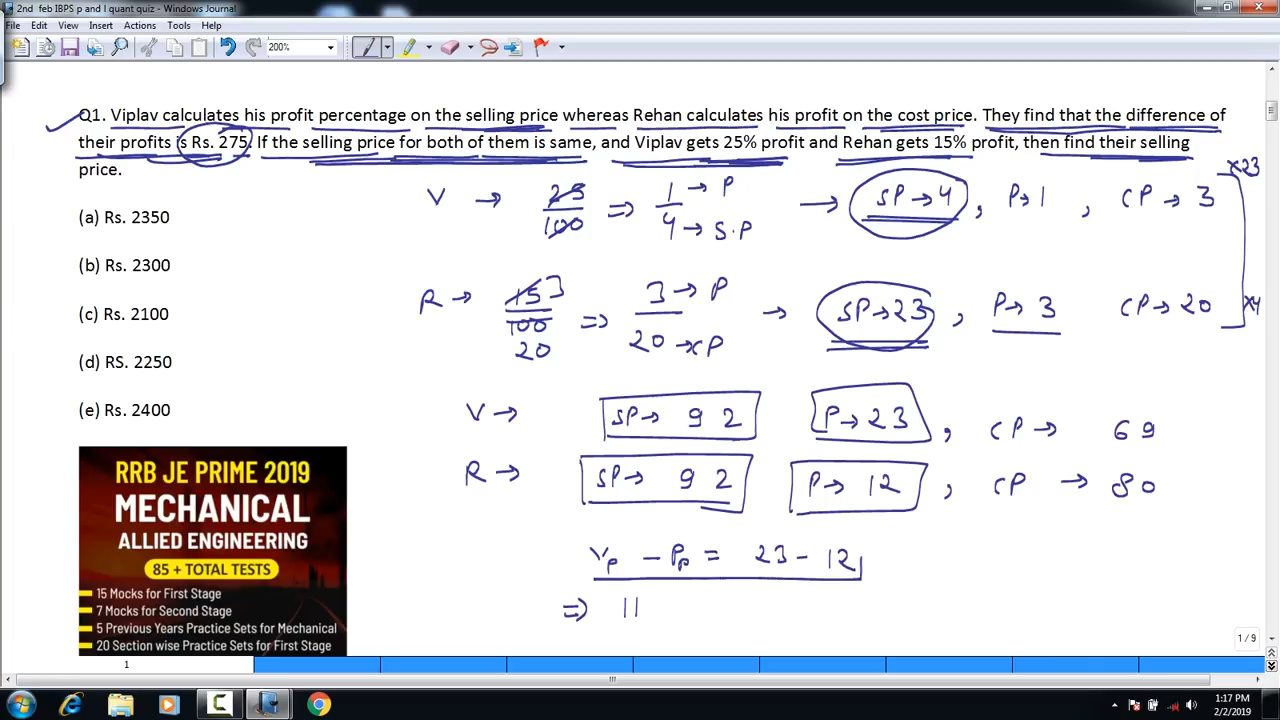 2nd feb IBPS p and I quant quiz - Windows Journal
File Edit View Insert Actions Tools Help
200%
Q1. Viplav calculates his profit percentage on the selling price whereas Rehan calculates his profit on the cost price. They find that the difference of
their profits is Rs. 275. If the selling price for both of them is same, and Viplav gets 25% profit and Rehan gets 15% profit, then find their selling
price.
(a) Rs. 2350
(b) Rs. 2300
(c) Rs. 2100
(d) RS. 2250
(e) Rs. 2400
V → 25/100 ⇒ 1 → P / 4 → S.P → SP → 4, P → 1, CP → 3 ×23
R → 15 3 / 100 20 ⇒ 3 → P / 20 → CP → SP → 23, P → 3 CP → 20 ×4
V → SP → 92 P → 23, CP → 69
R → SP → 92 P → 12, CP → 80
Vp - Pp = 23 - 12
⇒ 11
RRB JE PRIME 2019
MECHANICAL
ALLIED ENGINEERING
85 + TOTAL TESTS
15 Mocks for First Stage
7 Mocks for Second Stage
5 Previous Years Practice Sets for Mechanical
20 Section wise Practice Sets for First Stage
1 / 9
1
1:17 PM
2/2/2019